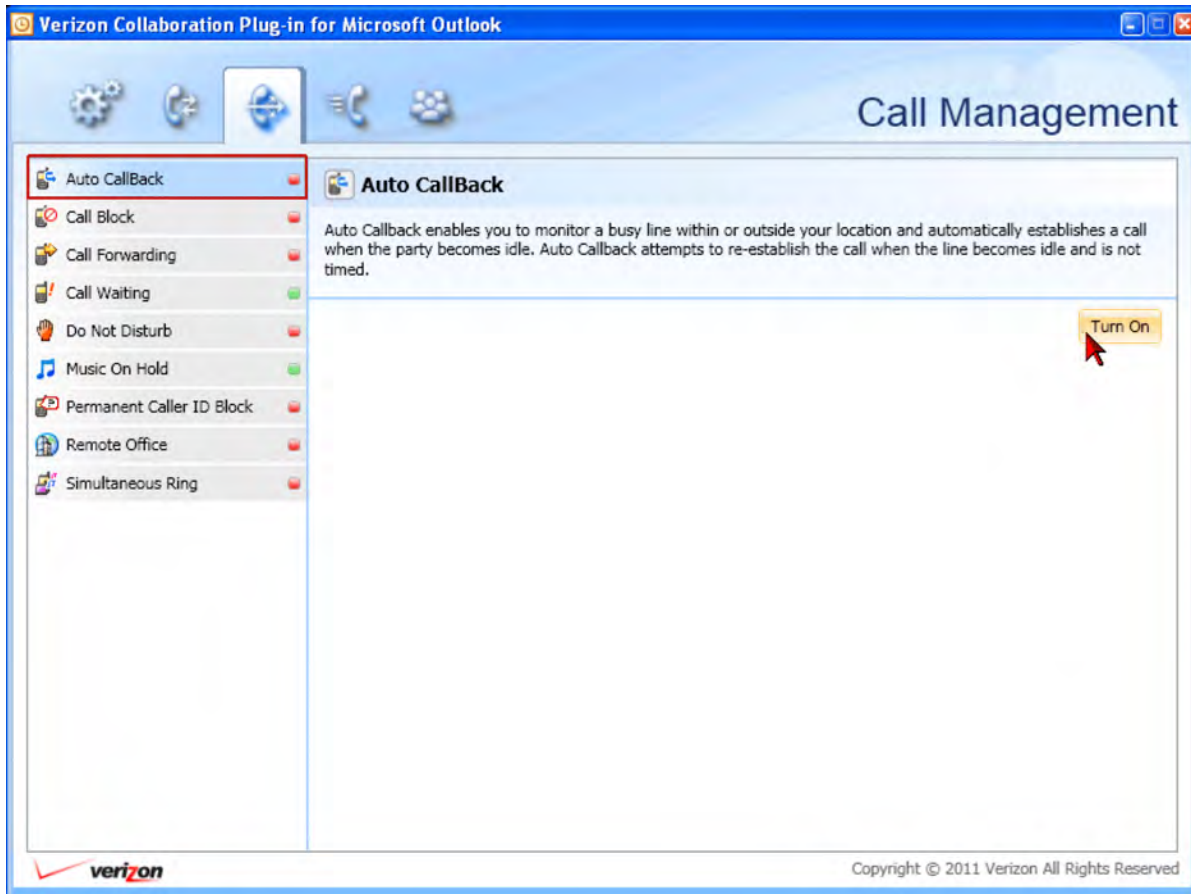 Verizon Collaboration Plug-in for Microsoft Outlook
Call Management
Auto CallBack
Call Block
Call Forwarding
Call Waiting
Do Not Disturb
Music On Hold
Permanent Caller ID Block
Remote Office
Simultaneous Ring
Auto CallBack
Auto Callback enables you to monitor a busy line within or outside your location and automatically establishes a call
when the party becomes idle. Auto Callback attempts to re-establish the call when the line becomes idle and is not
timed.
Turn On
verizon
Copyright © 2011 Verizon All Rights Reserved